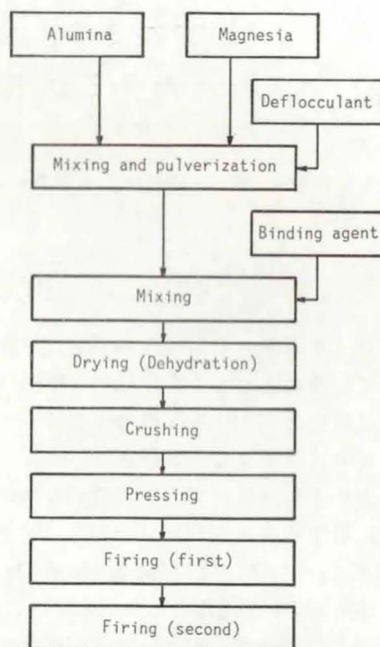 Alumina
Magnesia
Deflocculant
Mixing and pulverization
Binding agent
Mixing
Drying (Dehydration)
Crushing
Pressing
Firing (first)
Firing (second)